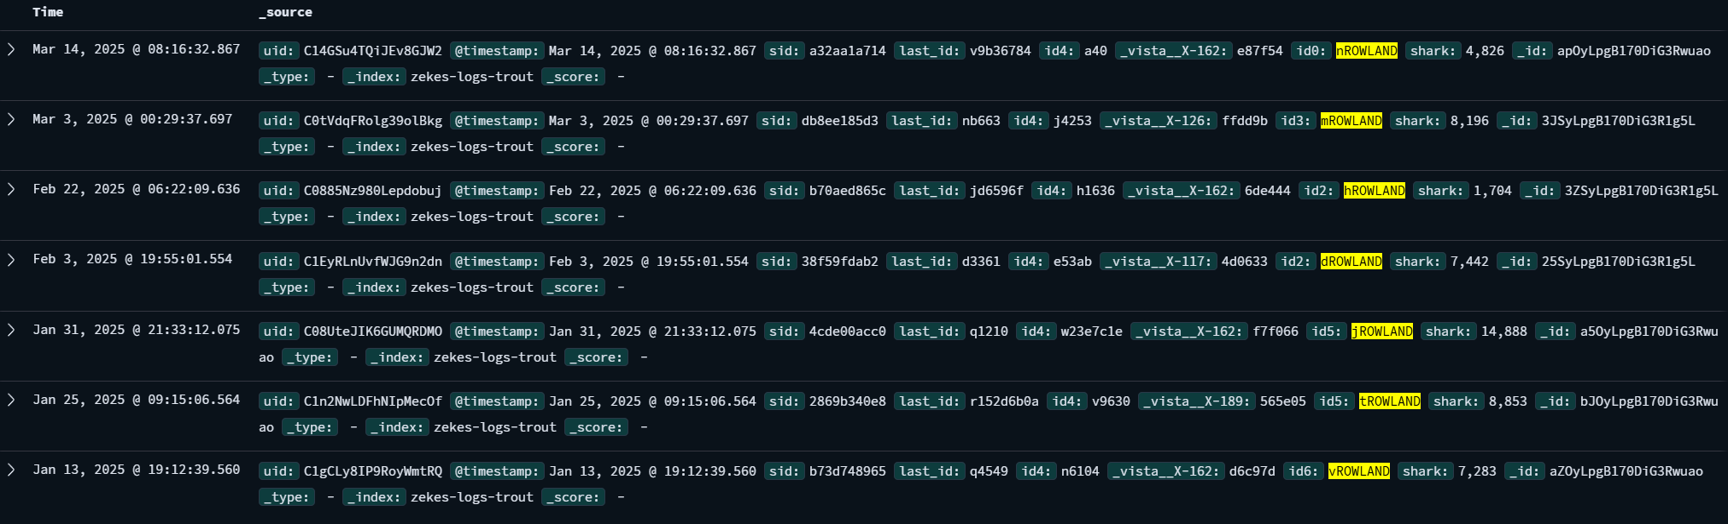 Time _source
Mar 14, 2025 @ 08:16:32.867 uid: C14GSu4TQiJEv8GJW2 @timestamp: Mar 14, 2025 @ 08:16:32.867 sid: a32aa1a714 last_id: v9b36784 id4: a40 _vista__X-162: e87f54 id0: nROWLAND shark: 4,826 _id: apOyLpgB170DiG3Rwuao
_type: - _index: zekes-logs-trout _score: -
Mar 3, 2025 @ 00:29:37.697 uid: C0tVdqFRolg39olBkg @timestamp: Mar 3, 2025 @ 00:29:37.697 sid: db8ee185d3 last_id: nb663 id4: j4253 _vista__X-126: ffdd9b id3: mROWLAND shark: 8,196 _id: 3JSyLpgB170DiG3R1g5L
_type: - _index: zekes-logs-trout _score: -
Feb 22, 2025 @ 06:22:09.636 uid: C0885Nz980Lepdobuj @timestamp: Feb 22, 2025 @ 06:22:09.636 sid: b70aed865c last_id: jd6596f id4: h1636 _vista__X-162: 6de444 id2: hROWLAND shark: 1,704 _id: 3ZSyLpgB170DiG3R1g5L
_type: - _index: zekes-logs-trout _score: -
Feb 3, 2025 @ 19:55:01.554 uid: C1EyRLnUvfWJG9n2dn @timestamp: Feb 3, 2025 @ 19:55:01.554 sid: 38f59fdab2 last_id: d3361 id4: e53ab _vista__X-117: 4d0633 id2: dROWLAND shark: 7,442 _id: 25SyLpgB170DiG3R1g5L
_type: - _index: zekes-logs-trout _score: -
Jan 31, 2025 @ 21:33:12.075 uid: C08UteJIK6GUMQRDMO @timestamp: Jan 31, 2025 @ 21:33:12.075 sid: 4cde00acc0 last_id: q1210 id4: w23e7c1e _vista__X-162: f7f066 id5: jROWLAND shark: 14,888 _id: a5OyLpgB170DiG3Rwu
ao _type: - _index: zekes-logs-trout _score: -
Jan 25, 2025 @ 09:15:06.564 uid: C1n2NwLDFhNIpMecOf @timestamp: Jan 25, 2025 @ 09:15:06.564 sid: 2869b340e8 last_id: r152d6b0a id4: v9630 _vista__X-189: 565e05 id5: tROWLAND shark: 8,853 _id: bJOyLpgB170DiG3Rwu
ao _type: - _index: zekes-logs-trout _score: -
Jan 13, 2025 @ 19:12:39.560 uid: C1gCLy8IP9RoyWmtRQ @timestamp: Jan 13, 2025 @ 19:12:39.560 sid: b73d748965 last_id: q4549 id4: n6104 _vista__X-162: d6c97d id6: vROWLAND shark: 7,283 _id: aZOyLpgB170DiG3Rwuao
_type: - _index: zekes-logs-trout _score: -